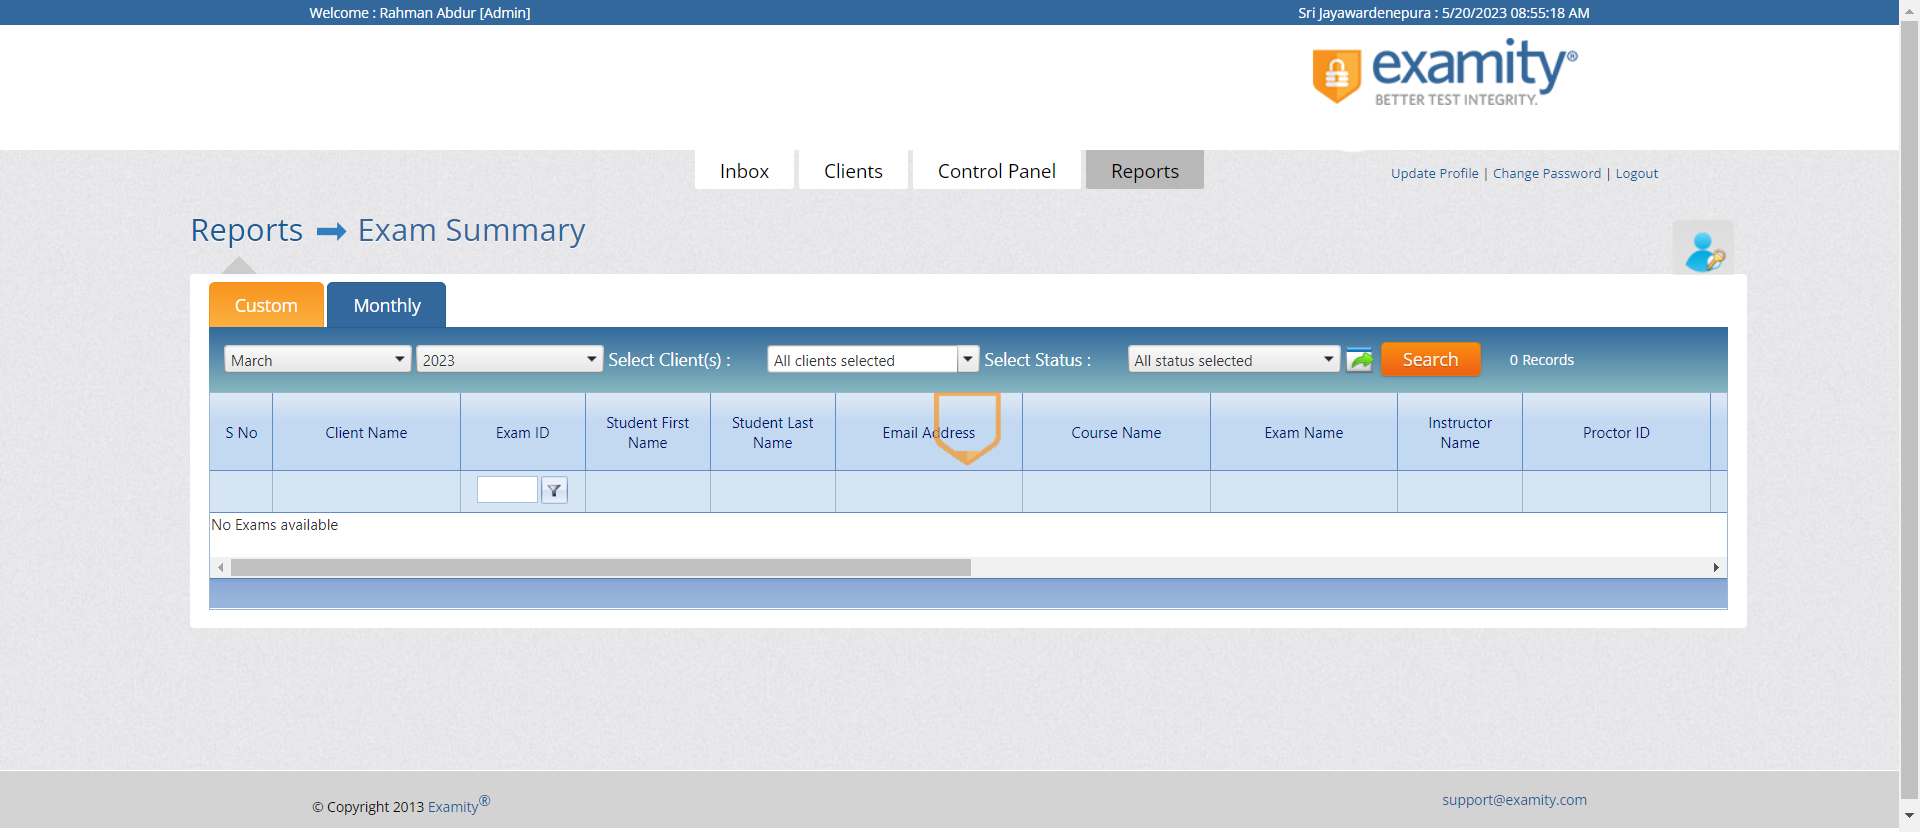 Welcome : Rahman Abdur [Admin]
Sri Jayawardenepura : 5/20/2023 08:55:18 AM
examity®
BETTER TEST INTEGRITY.
Inbox
Clients
Control Panel
Reports
Update Profile | Change Password | Logout
Reports
Exam Summary
Custom
Monthly
March
2023
Select Client(s) :
All clients selected
Select Status :
All status selected
Search
0 Records
S No
Client Name
Exam ID
Student First
Name
Student Last
Name
Email Address
Course Name
Exam Name
Instructor
Name
Proctor ID
No Exams available
© Copyright 2013 Examity®
support@examity.com